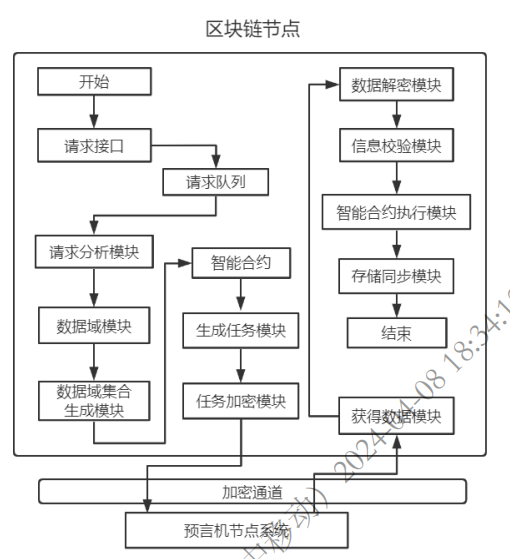 区块链节点
开始
请求接口
请求队列
请求分析模块
数据域模块
数据域集合
生成模块
智能合约
生成任务模块
任务加密模块
数据解密模块
信息校验模块
智能合约执行模块
存储同步模块
结束
获得数据模块
加密通道
预言机节点系统
移动) 2024-04-08 18:34:1